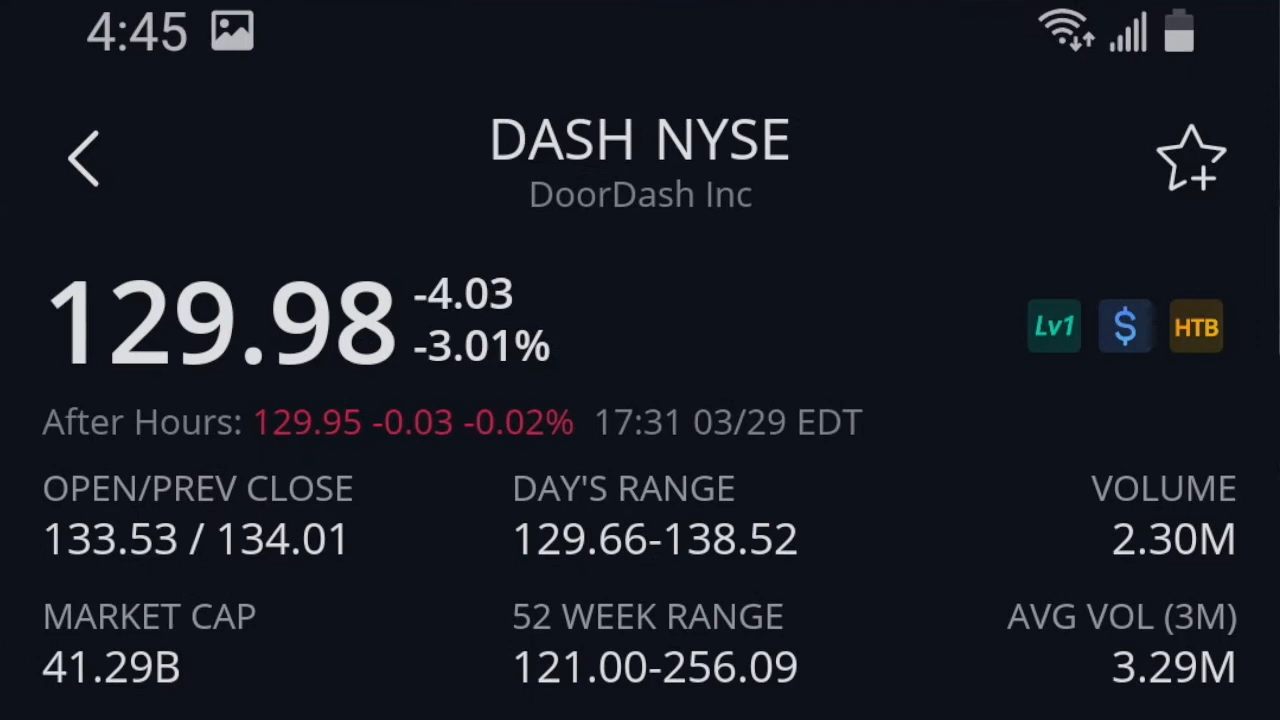 4:45
DASH NYSE
DoorDash Inc
129.98 -4.03
-3.01%
Lv1 $ HTB
After Hours: 129.95 -0.03 -0.02% 17:31 03/29 EDT
OPEN/PREV CLOSE DAY'S RANGE VOLUME
133.53 / 134.01 129.66-138.52 2.30M
MARKET CAP 52 WEEK RANGE AVG VOL (3M)
41.29B 121.00-256.09 3.29M